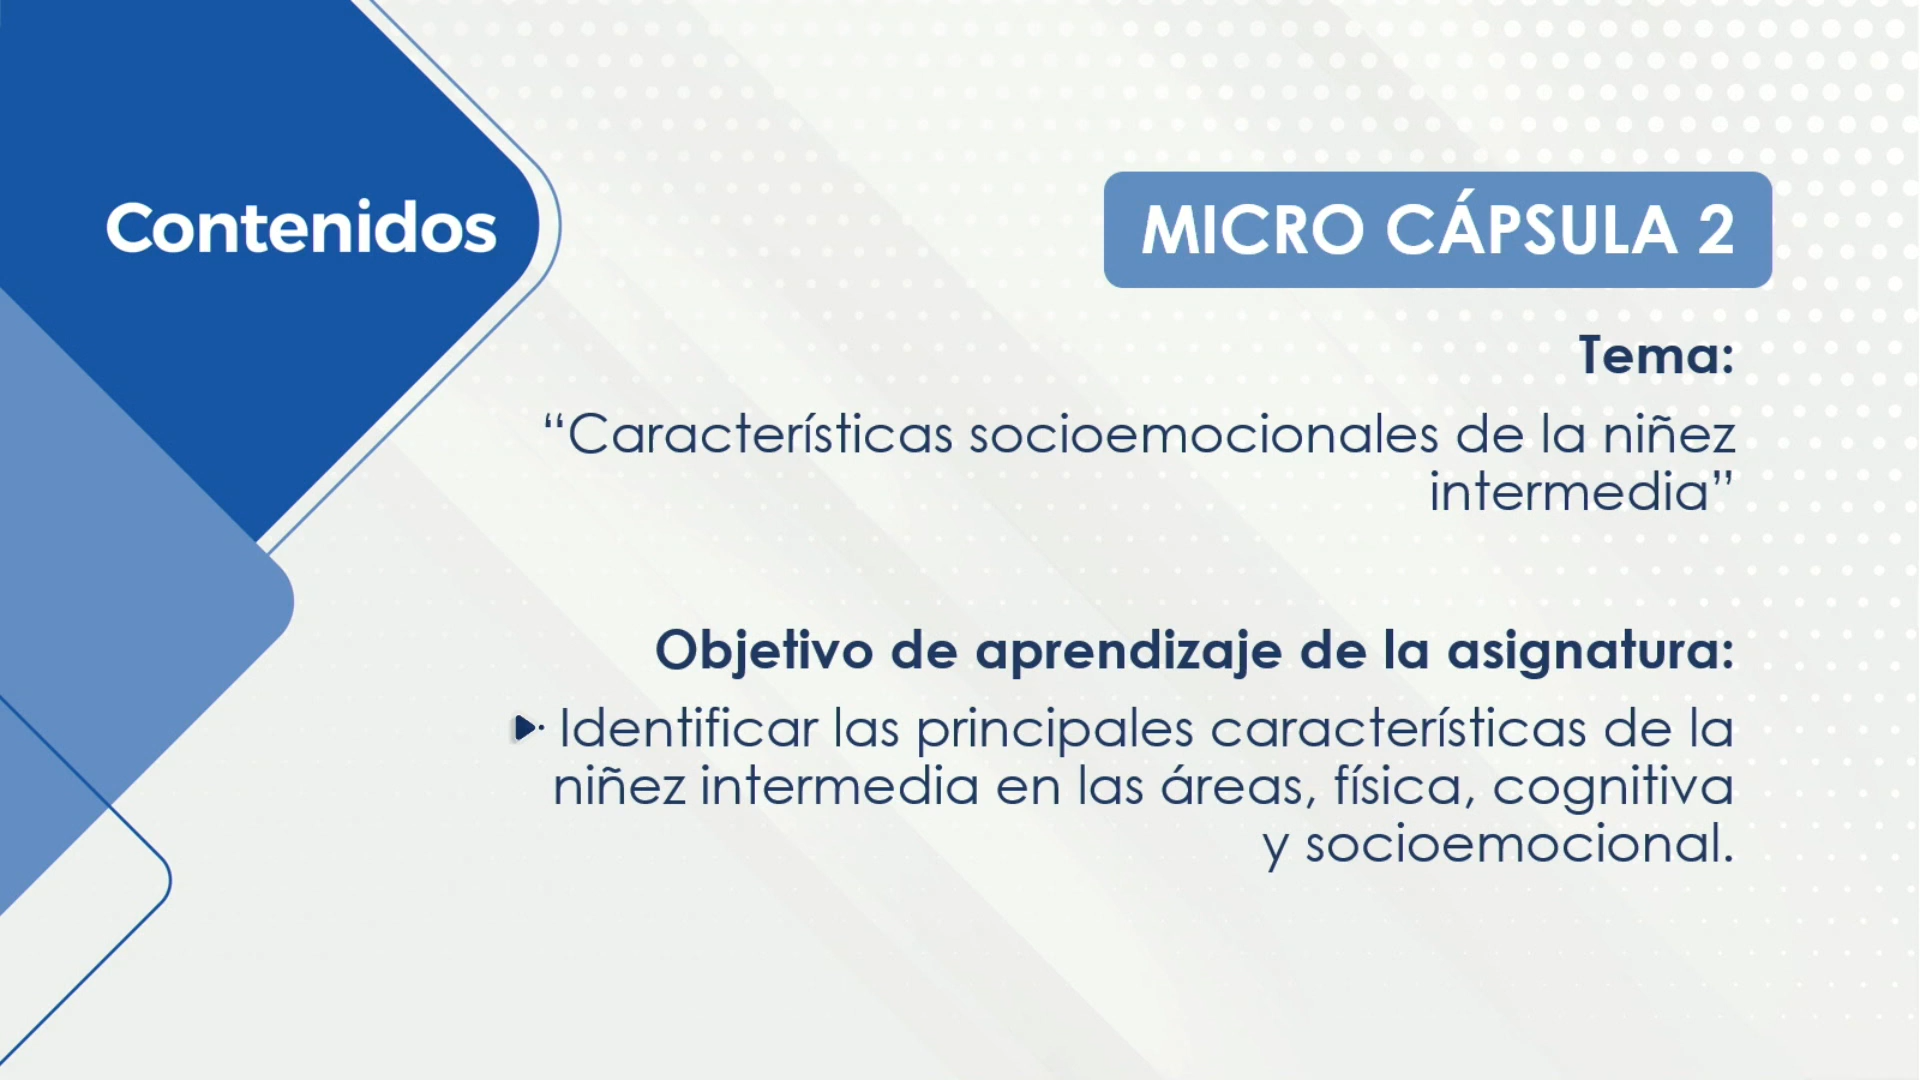 Contenidos
MICRO CÁPSULA 2
Tema:
“Características socioemocionales de la niñez
intermedia”
Objetivo de aprendizaje de la asignatura:
· Identificar las principales características de la
niñez intermedia en las áreas, física, cognitiva
y socioemocional.